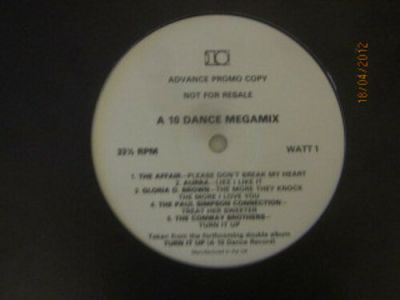 10
ADVANCE PROMO COPY
NOT FOR RESALE
A 10 DANCE MEGAMIX
33⅓ RPM WATT 1
1. THE AFFAIR – PLEASE DON'T BREAK MY HEART
2. AURRA – LIKE I LIKE IT
3. GLORIA D. BROWN – THE MORE THEY KNOCK
THE MORE I LOVE YOU
4. THE PAUL SIMPSON CONNECTION –
TREAT HER SWEETER
5. THE CONWAY BROTHERS –
TURN IT UP
Taken from the forthcoming double album
TURN IT UP (A 10 Dance Record)
Manufactured in the UK
18/04/2012